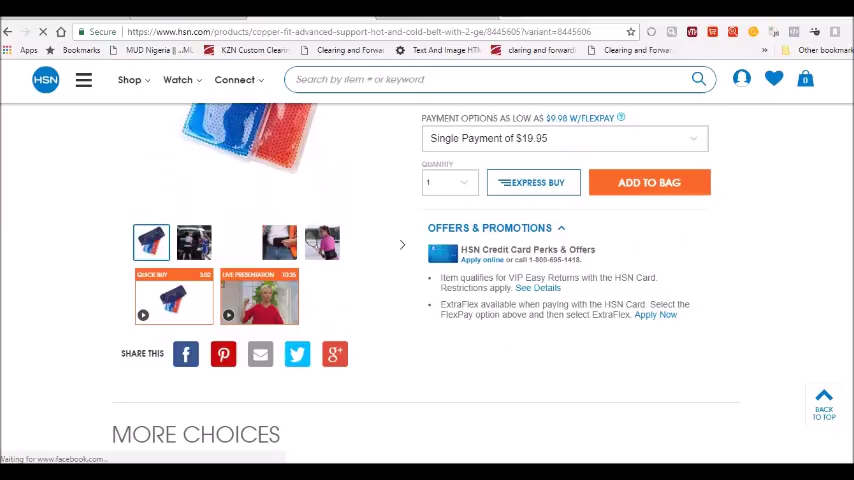 Secure https://www.hsn.com/products/copper-fit-advanced-support-hot-and-cold-belt-with-2-ge/8445605?variant=8445606
Apps Bookmarks MUD Nigeria || ...MU KZN Custom Clearin Clearing and Forwar Text And Image HTM claring and forward Clearing and Forwar » Other bookmark
HSN Shop Watch Connect Search by item # or keyword 0
PAYMENT OPTIONS AS LOW AS $9.98 W/FLEXPAY
Single Payment of $19.95
QUANTITY
1 EXPRESS BUY ADD TO BAG
OFFERS & PROMOTIONS
HSN Credit Card Perks & Offers
Apply online or call 1-800-695-1418.
Item qualifies for VIP Easy Returns with the HSN Card.
Restrictions apply. See Details
ExtraFlex available when paying with the HSN Card. Select the
FlexPay option above and then select ExtraFlex. Apply Now
QUICK BUY 3:02 LIVE PRESENTATION 10:35
SHARE THIS
BACK
TO TOP
MORE CHOICES
Waiting for www.facebook.com...